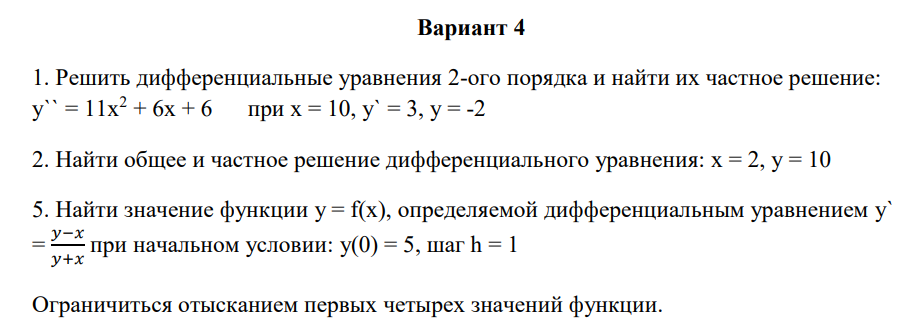 Вариант 4
1. Решить дифференциальные уравнения 2-ого порядка и найти их частное решение:
y`` = 11x² + 6x + 6 при x = 10, y` = 3, y = -2
2. Найти общее и частное решение дифференциального уравнения: x = 2, y = 10
5. Найти значение функции y = f(x), определяемой дифференциальным уравнением y`
= \frac{y−x}{y+x} при начальном условии: y(0) = 5, шаг h = 1
Ограничиться отысканием первых четырех значений функции.